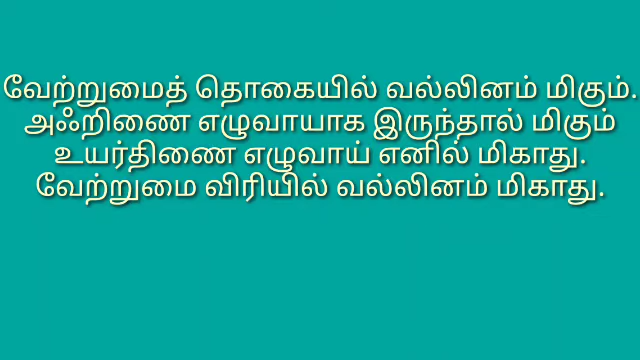 வேற்றுமைத் தொகையில் வல்லினம் மிகும்.
அஃறிணை எழுவாயாக இருந்தால் மிகும்
உயர்திணை எழுவாய் எனில் மிகாது.
வேற்றுமை விரியில் வல்லினம் மிகாது.